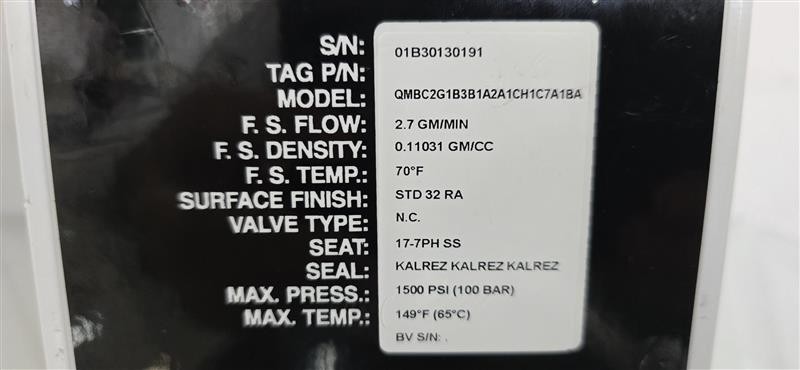 S/N: 01B30130191
TAG P/N:
MODEL: QMBC2G1B3B1A2A1CH1C7A1BA
F. S. FLOW: 2.7 GM/MIN
F. S. DENSITY: 0.11031 GM/CC
F. S. TEMP.: 70°F
SURFACE FINISH: STD 32 RA
VALVE TYPE: N.C.
SEAT: 17-7PH SS
SEAL: KALREZ KALREZ KALREZ
MAX. PRESS.: 1500 PSI (100 BAR)
MAX. TEMP.: 149°F (65°C)
BV S/N: .